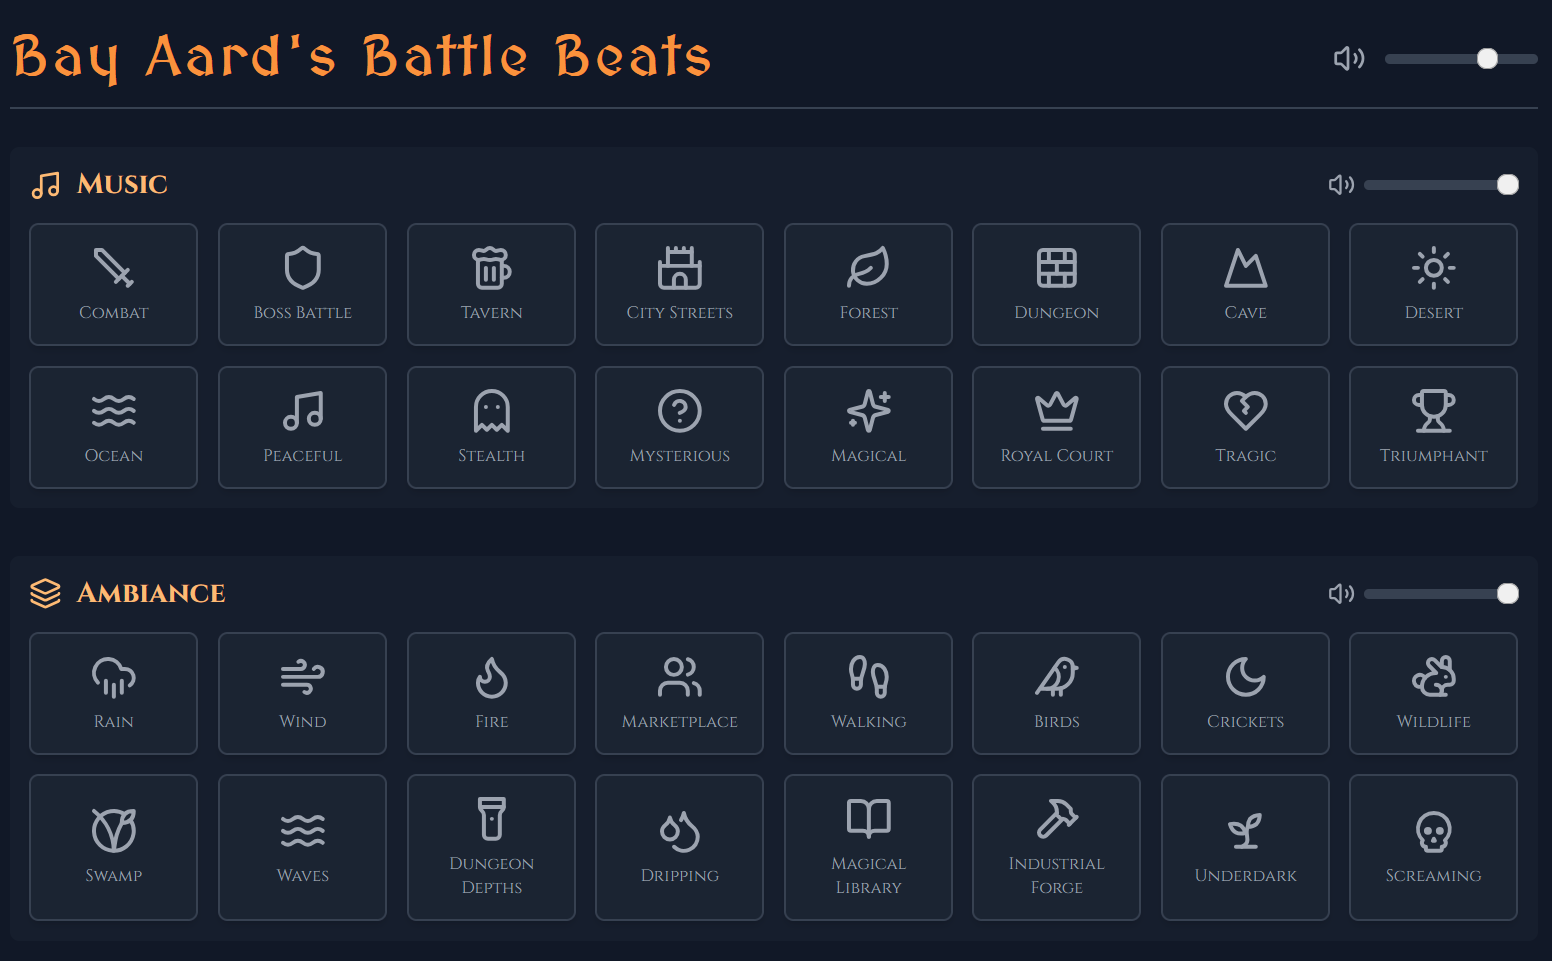 Bay Aard's Battle Beats
Music
Combat
Boss Battle
Tavern
City Streets
Forest
Dungeon
Cave
Desert
Ocean
Peaceful
Stealth
Mysterious
Magical
Royal Court
Tragic
Triumphant
Ambiance
Rain
Wind
Fire
Marketplace
Walking
Birds
Crickets
Wildlife
Swamp
Waves
Dungeon
Depths
Dripping
Magical
Library
Industrial
Forge
Underdark
Screaming